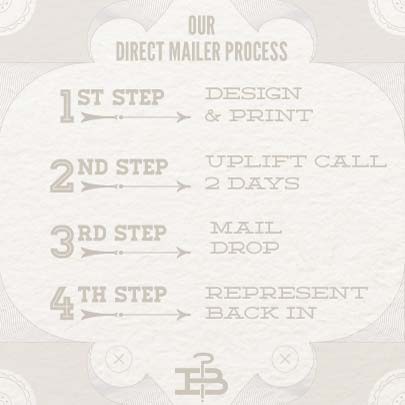 OUR
DIRECT MAILER PROCESS
1ST STEP
DESIGN
& PRINT
2ND STEP
UPLIFT CALL
2 DAYS
3RD STEP
MAIL
DROP
4TH STEP
REPRESENT
BACK IN